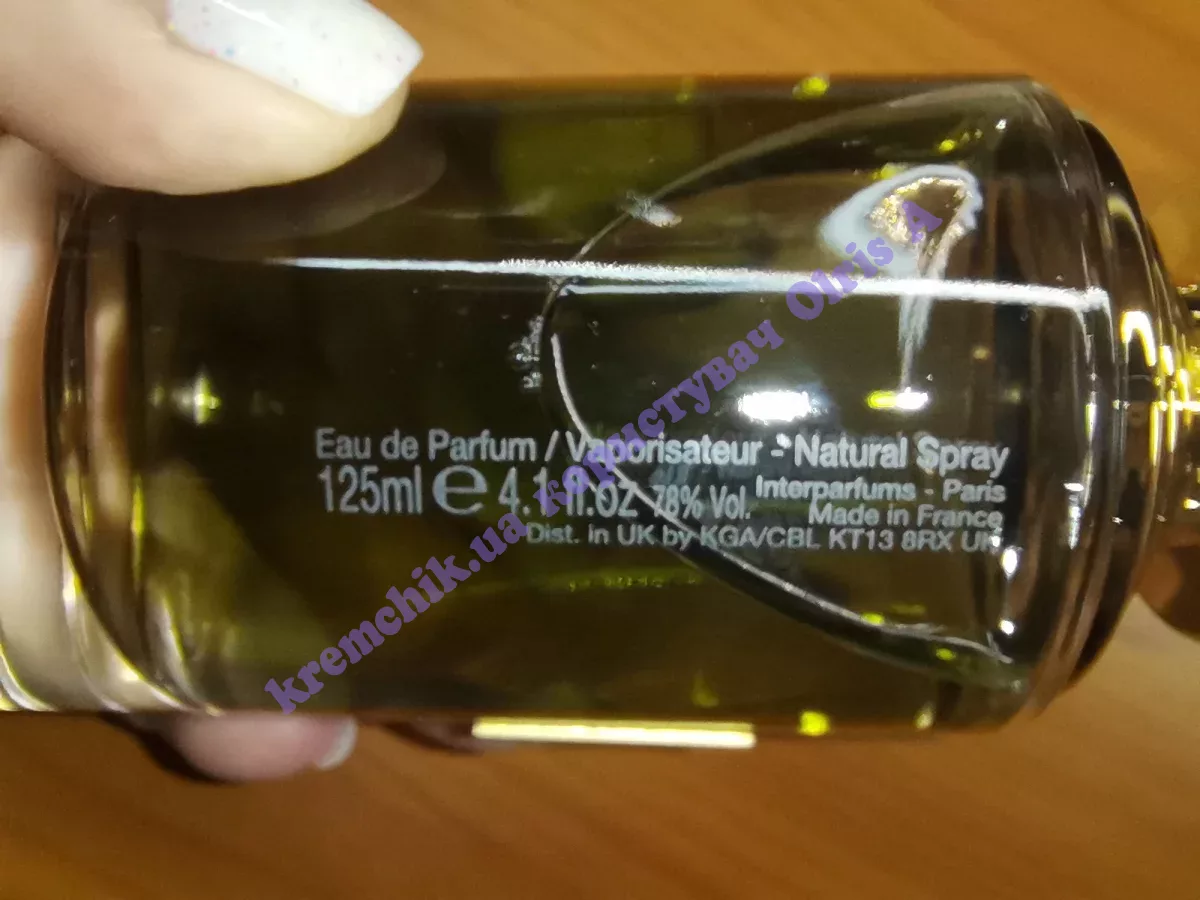 Eau de Parfum / Vaporisateur - Natural Spray
125ml e 4.1 fl.oz 78% Vol.
Interparfums - Paris
Made in France
Dist. in UK by KGA/CBL KT13 8RX UK
kremchik.ua користувач Olris A